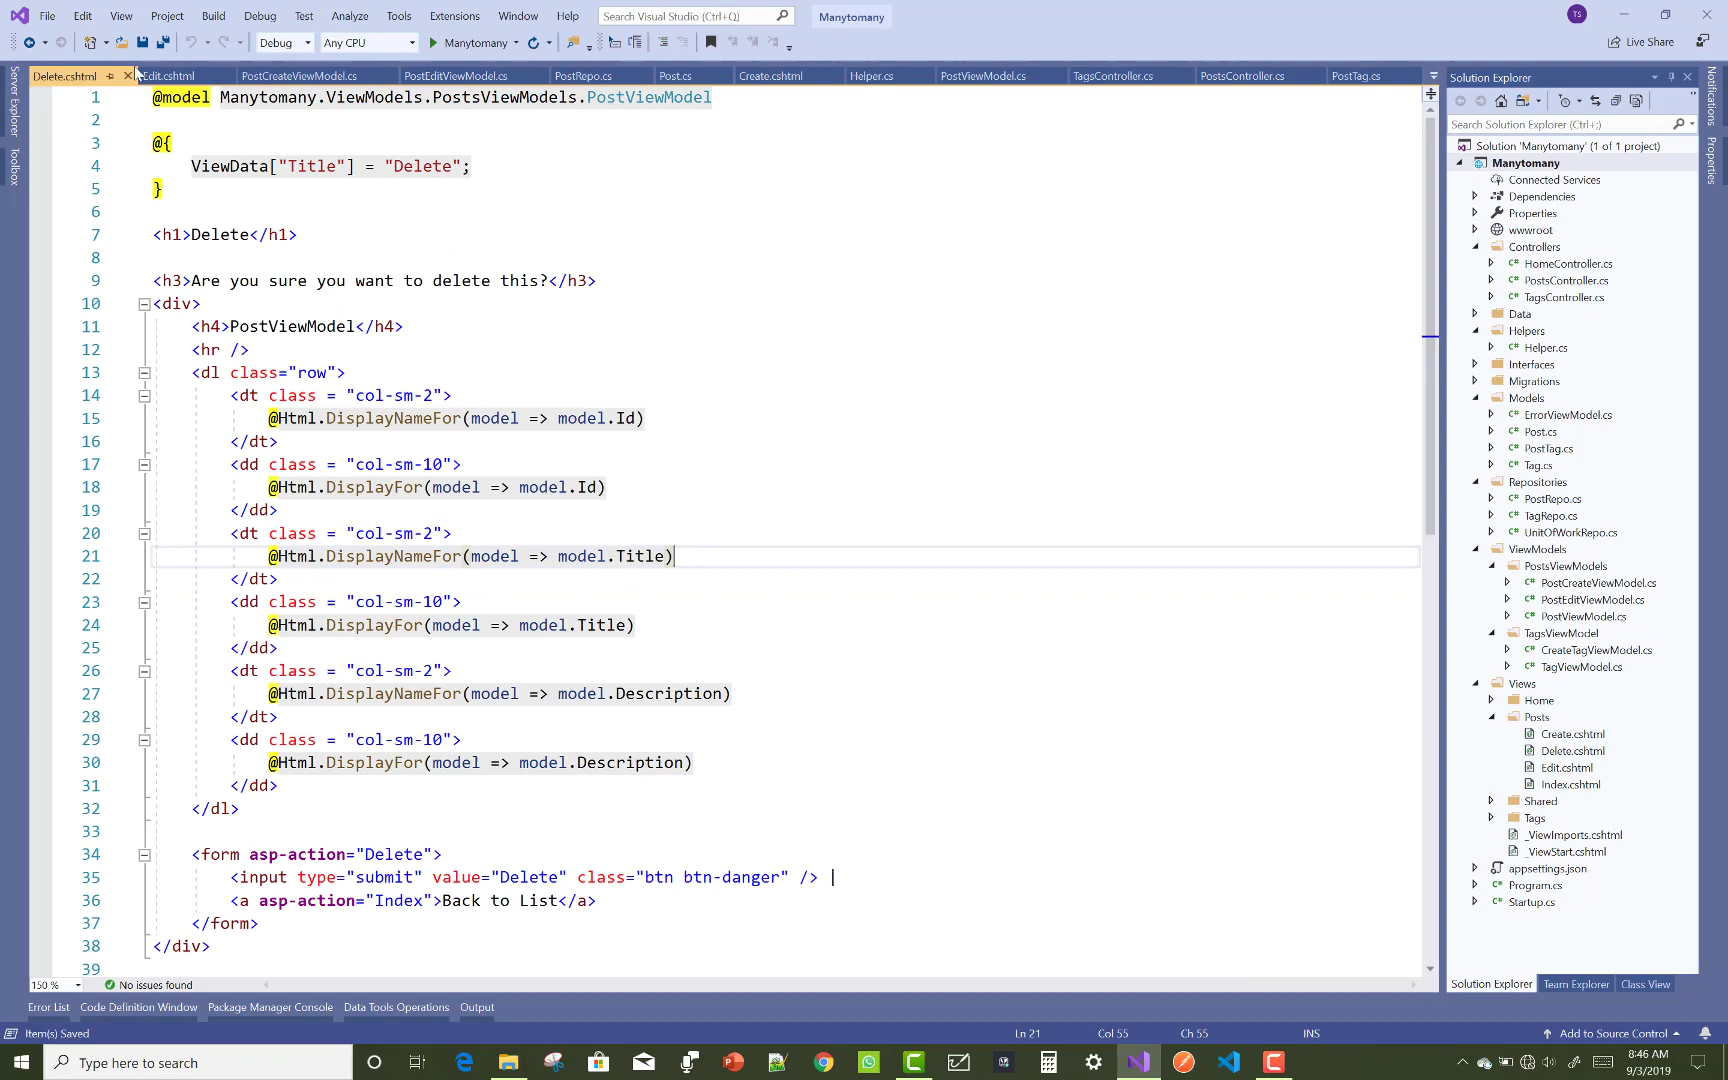 File Edit View Project Build Debug Test Analyze Tools Extensions Window Help Search Visual Studio (Ctrl+Q) Manytomany TS
Debug Any CPU Manytomany Live Share
Delete.cshtml Edit.cshtml PostCreateViewModel.cs PostEditViewModel.cs PostRepo.cs Post.cs Create.cshtml Helper.cs PostViewModel.cs TagsController.cs PostsController.cs PostTag.cs
Server Explorer
Toolbox
1 @model Manytomany.ViewModels.PostsViewModels.PostViewModel
2
3 @{
4 ViewData["Title"] = "Delete";
5 }
6
7 <h1>Delete</h1>
8
9 <h3>Are you sure you want to delete this?</h3>
10 <div>
11 <h4>PostViewModel</h4>
12 <hr />
13 <dl class="row">
14 <dt class = "col-sm-2">
15 @Html.DisplayNameFor(model => model.Id)
16 </dt>
17 <dd class = "col-sm-10">
18 @Html.DisplayFor(model => model.Id)
19 </dd>
20 <dt class = "col-sm-2">
21 @Html.DisplayNameFor(model => model.Title)
22 </dt>
23 <dd class = "col-sm-10">
24 @Html.DisplayFor(model => model.Title)
25 </dd>
26 <dt class = "col-sm-2">
27 @Html.DisplayNameFor(model => model.Description)
28 </dt>
29 <dd class = "col-sm-10">
30 @Html.DisplayFor(model => model.Description)
31 </dd>
32 </dl>
33
34 <form asp-action="Delete">
35 <input type="submit" value="Delete" class="btn btn-danger" /> |
36 <a asp-action="Index">Back to List</a>
37 </form>
38 </div>
39
150 % No issues found
Solution Explorer
Search Solution Explorer (Ctrl+;)
Solution 'Manytomany' (1 of 1 project)
Manytomany
Connected Services
Dependencies
Properties
wwwroot
Controllers
C# HomeController.cs
C# PostsController.cs
C# TagsController.cs
Data
Helpers
C# Helper.cs
Interfaces
Migrations
Models
C# ErrorViewModel.cs
C# Post.cs
C# PostTag.cs
C# Tag.cs
Repositories
C# PostRepo.cs
C# TagRepo.cs
C# UnitOfWorkRepo.cs
ViewModels
PostsViewModels
C# PostCreateViewModel.cs
C# PostEditViewModel.cs
C# PostViewModel.cs
TagsViewModel
C# CreateTagViewModel.cs
C# TagViewModel.cs
Views
Home
Posts
Create.cshtml
Delete.cshtml
Edit.cshtml
Index.cshtml
Shared
Tags
_ViewImports.cshtml
_ViewStart.cshtml
appsettings.json
C# Program.cs
C# Startup.cs
Solution Explorer Team Explorer Class View
Notifications
Properties
Error List Code Definition Window Package Manager Console Data Tools Operations Output
Item(s) Saved Ln 21 Col 55 Ch 55 INS Add to Source Control
Type here to search
8:46 AM
9/3/2019